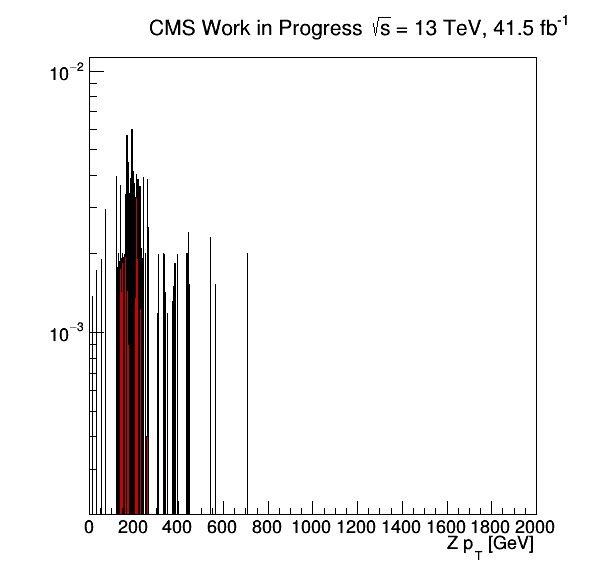 CMS Work in Progress √s = 13 TeV, 41.5 fb⁻¹
10⁻²
10⁻³
0 200 400 600 800 1000 1200 1400 1600 1800 2000
Z p_T [GeV]